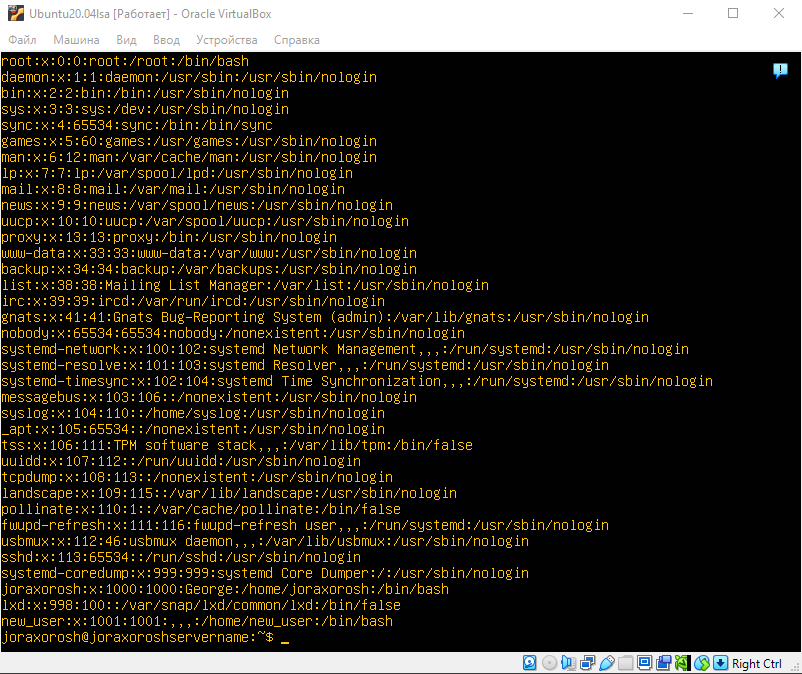 Ubuntu20.04lsa [Работает] - Oracle VirtualBox
Файл Машина Вид Ввод Устройства Справка
root:x:0:0:root:/root:/bin/bash
daemon:x:1:1:daemon:/usr/sbin:/usr/sbin/nologin
bin:x:2:2:bin:/bin:/usr/sbin/nologin
sys:x:3:3:sys:/dev:/usr/sbin/nologin
sync:x:4:65534:sync:/bin:/bin/sync
games:x:5:60:games:/usr/games:/usr/sbin/nologin
man:x:6:12:man:/var/cache/man:/usr/sbin/nologin
lp:x:7:7:lp:/var/spool/lpd:/usr/sbin/nologin
mail:x:8:8:mail:/var/mail:/usr/sbin/nologin
news:x:9:9:news:/var/spool/news:/usr/sbin/nologin
uucp:x:10:10:uucp:/var/spool/uucp:/usr/sbin/nologin
proxy:x:13:13:proxy:/bin:/usr/sbin/nologin
www-data:x:33:33:www-data:/var/www:/usr/sbin/nologin
backup:x:34:34:backup:/var/backups:/usr/sbin/nologin
list:x:38:38:Mailing List Manager:/var/list:/usr/sbin/nologin
irc:x:39:39:ircd:/var/run/ircd:/usr/sbin/nologin
gnats:x:41:41:Gnats Bug-Reporting System (admin):/var/lib/gnats:/usr/sbin/nologin
nobody:x:65534:65534:nobody:/nonexistent:/usr/sbin/nologin
systemd-network:x:100:102:systemd Network Management,,,:/run/systemd:/usr/sbin/nologin
systemd-resolve:x:101:103:systemd Resolver,,,:/run/systemd:/usr/sbin/nologin
systemd-timesync:x:102:104:systemd Time Synchronization,,,:/run/systemd:/usr/sbin/nologin
messagebus:x:103:106::/nonexistent:/usr/sbin/nologin
syslog:x:104:110::/home/syslog:/usr/sbin/nologin
_apt:x:105:65534::/nonexistent:/usr/sbin/nologin
tss:x:106:111:TPM software stack,,,:/var/lib/tpm:/bin/false
uuidd:x:107:112::/run/uuidd:/usr/sbin/nologin
tcpdump:x:108:113::/nonexistent:/usr/sbin/nologin
landscape:x:109:115::/var/lib/landscape:/usr/sbin/nologin
pollinate:x:110:1::/var/cache/pollinate:/bin/false
fwupd-refresh:x:111:116:fwupd-refresh user,,,:/run/systemd:/usr/sbin/nologin
usbmux:x:112:46:usbmux daemon,,,:/var/lib/usbmux:/usr/sbin/nologin
sshd:x:113:65534::/run/sshd:/usr/sbin/nologin
systemd-coredump:x:999:999:systemd Core Dumper:/:/usr/sbin/nologin
joraxorosh:x:1000:1000:George:/home/joraxorosh:/bin/bash
lxd:x:998:100::/var/snap/lxd/common/lxd:/bin/false
new_user:x:1001:1001:,,,:/home/new_user:/bin/bash
joraxorosh@joraxoroshservername:~$ _
Right Ctrl